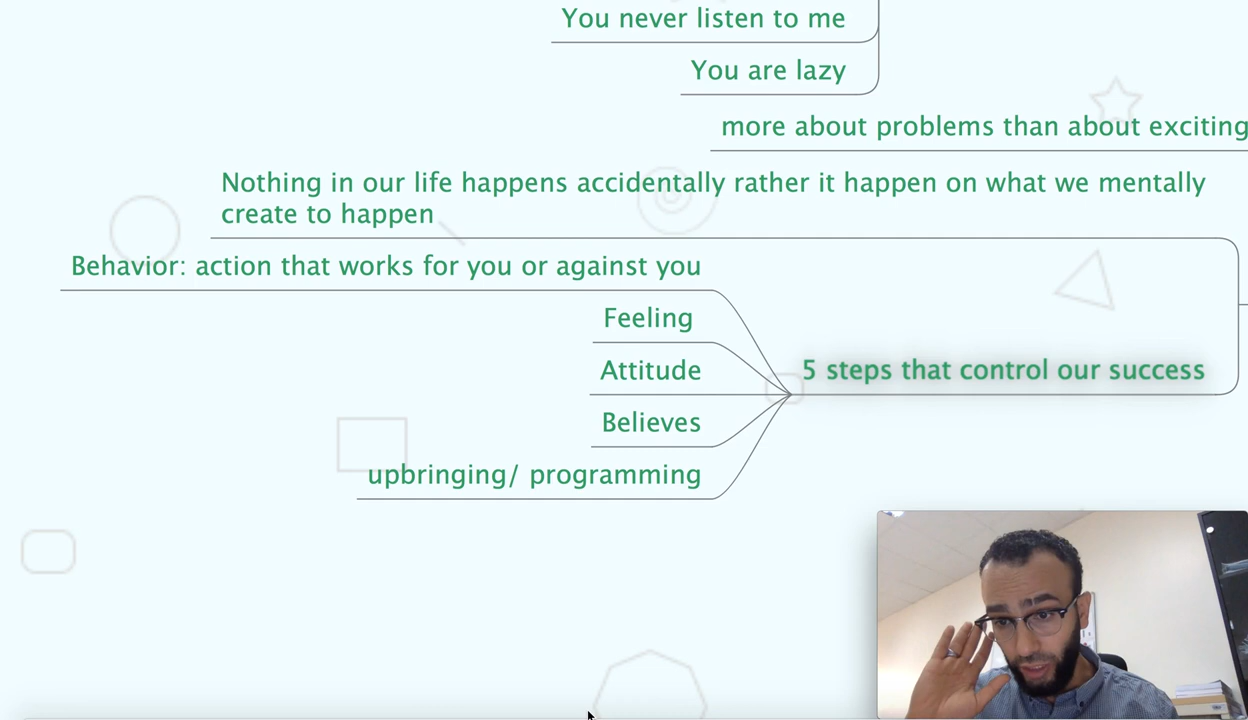 You never listen to me
You are lazy
more about problems than about exciting
Nothing in our life happens accidentally rather it happen on what we mentally
create to happen
Behavior: action that works for you or against you
Feeling
Attitude
5 steps that control our success
Believes
upbringing/ programming